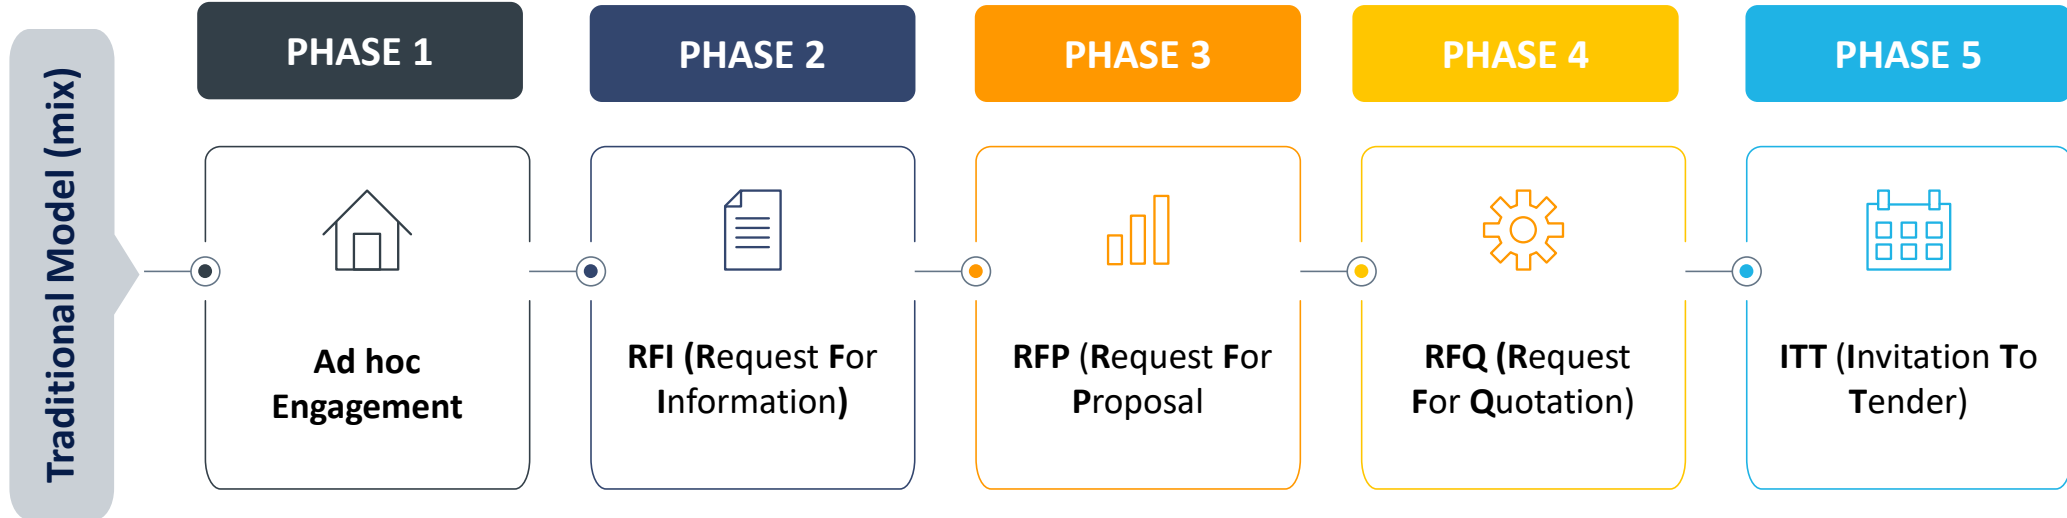 Traditional Model (mix)
PHASE 1
PHASE 2
PHASE 3
PHASE 4
PHASE 5
Ad hoc
Engagement
RFI (Request For
Information)
RFP (Request For
Proposal
RFQ (Request
For Quotation)
ITT (Invitation To
Tender)